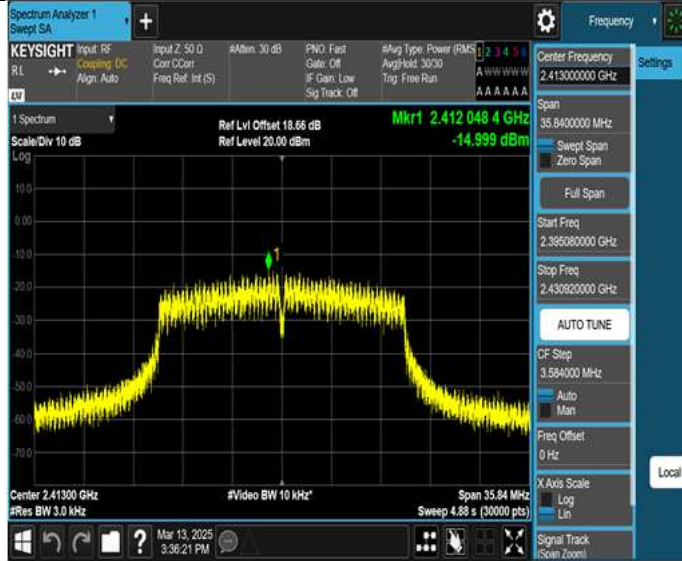 Spectrum Analyzer 1
Swept SA
+
Frequency
KEYSIGHT
Input: RF
Input Z: 50 Ω
#Atten: 30 dB
PNO: Fast
#Avg Type: Power (RMS
1 2 3 4 5 6
RL
Coupling: DC
Corr CCorr
Gate: Off
Avg|Hold: 30/30
A W W W W W
Align: Auto
Freq Ref: Int (S)
IF Gain: Low
Trig: Free Run
Sig Track: Off
A A A A A A
LXI
1 Spectrum
Ref Lvl Offset 18.66 dB
Mkr1 2.412 048 4 GHz
Scale/Div 10 dB
Ref Level 20.00 dBm
-14.999 dBm
Log
10.0
0.00
-10.0
1
-20.0
-30.0
-40.0
-50.0
-60.0
-70.0
Center 2.41300 GHz
#Video BW 10 kHz*
Span 35.84 MHz
#Res BW 3.0 kHz
Sweep 4.88 s (30000 pts)
Mar 13, 2025
3:36:21 PM
?
Center Frequency
2.413000000 GHz
Settings
Span
35.8400000 MHz
Swept Span
Zero Span
Full Span
Start Freq
2.395080000 GHz
Stop Freq
2.430920000 GHz
AUTO TUNE
CF Step
3.584000 MHz
Auto
Man
Freq Offset
0 Hz
X Axis Scale
Log
Lin
Local
Signal Track
(Span Zoom)